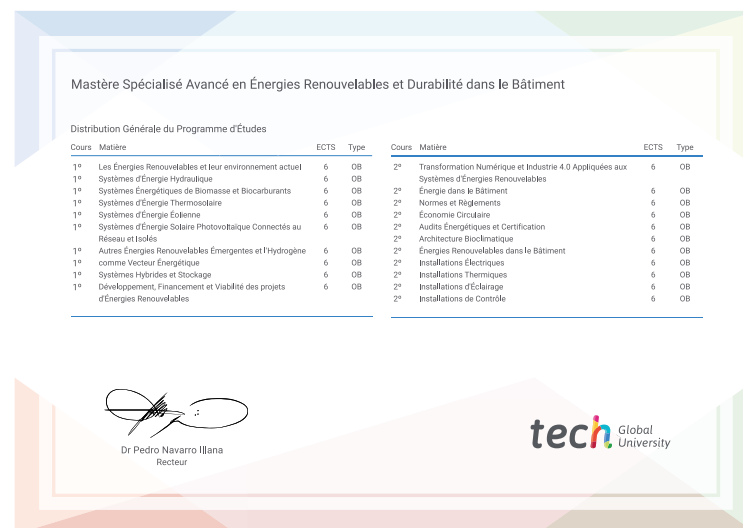 Mastère Spécialisé Avancé en Énergies Renouvelables et Durabilité dans le Bâtiment
Distribution Générale du Programme d'Études
Cours Matière ECTS Type
1º Les Énergies Renouvelables et leur environnement actuel 6 OB
1º Systèmes d'Énergie Hydraulique 6 OB
1º Systèmes Énergétiques de Biomasse et Biocarburants 6 OB
1º Systèmes d'Énergie Thermosolaire 6 OB
1º Systèmes d'Énergie Éolienne 6 OB
1º Systèmes d'Énergie Solaire Photovoltaïque Connectés au 6 OB
Réseau et Isolés
1º Autres Énergies Renouvelables Émergentes et l'Hydrogène 6 OB
1º comme Vecteur Énergétique 6 OB
1º Systèmes Hybrides et Stockage 6 OB
1º Développement, Financement et Viabilité des projets 6 OB
d'Énergies Renouvelables
Cours Matière ECTS Type
2º Transformation Numérique et Industrie 4.0 Appliquées aux 6 OB
Systèmes d'Énergies Renouvelables
2º Énergie dans le Bâtiment 6 OB
2º Normes et Règlements 6 OB
2º Économie Circulaire 6 OB
2º Audits Énergétiques et Certification 6 OB
2º Architecture Bioclimatique 6 OB
2º Énergies Renouvelables dans le Bâtiment 6 OB
2º Installations Électriques 6 OB
2º Installations Thermiques 6 OB
2º Installations d'Éclairage 6 OB
2º Installations de Contrôle 6 OB
Dr Pedro Navarro Illana
Recteur
tech Global
University